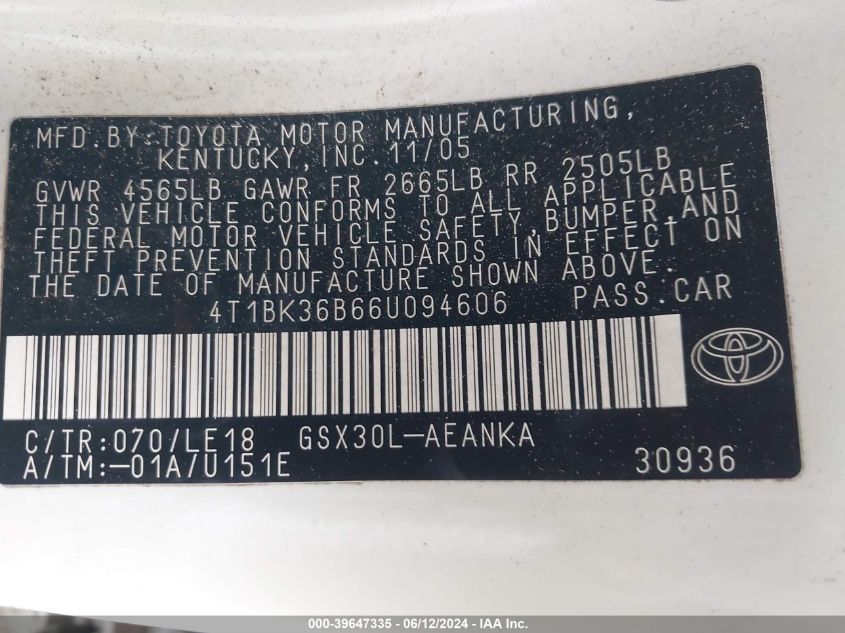 MFD. BY: TOYOTA MOTOR MANUFACTURING,
KENTUCKY, INC. 11/05
GVWR 4565LB GAWR FR 2665LB RR 2505LB
THIS VEHICLE CONFORMS TO ALL APPLICABLE
FEDERAL MOTOR VEHICLE SAFETY, BUMPER, AND
THEFT PREVENTION STANDARDS IN EFFECT ON
THE DATE OF MANUFACTURE SHOWN ABOVE.
4T1BK36B66U094606 PASS. CAR
C/TR: 070/LE18 GSX30L-AEANKA
A/TM:-01A/U151E 30936
000-39647335 - 06/12/2024 - IAA Inc.